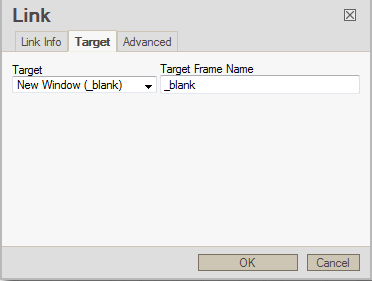 Link
Link Info Target Advanced
Target Target Frame Name
New Window (_blank) _blank
OK Cancel